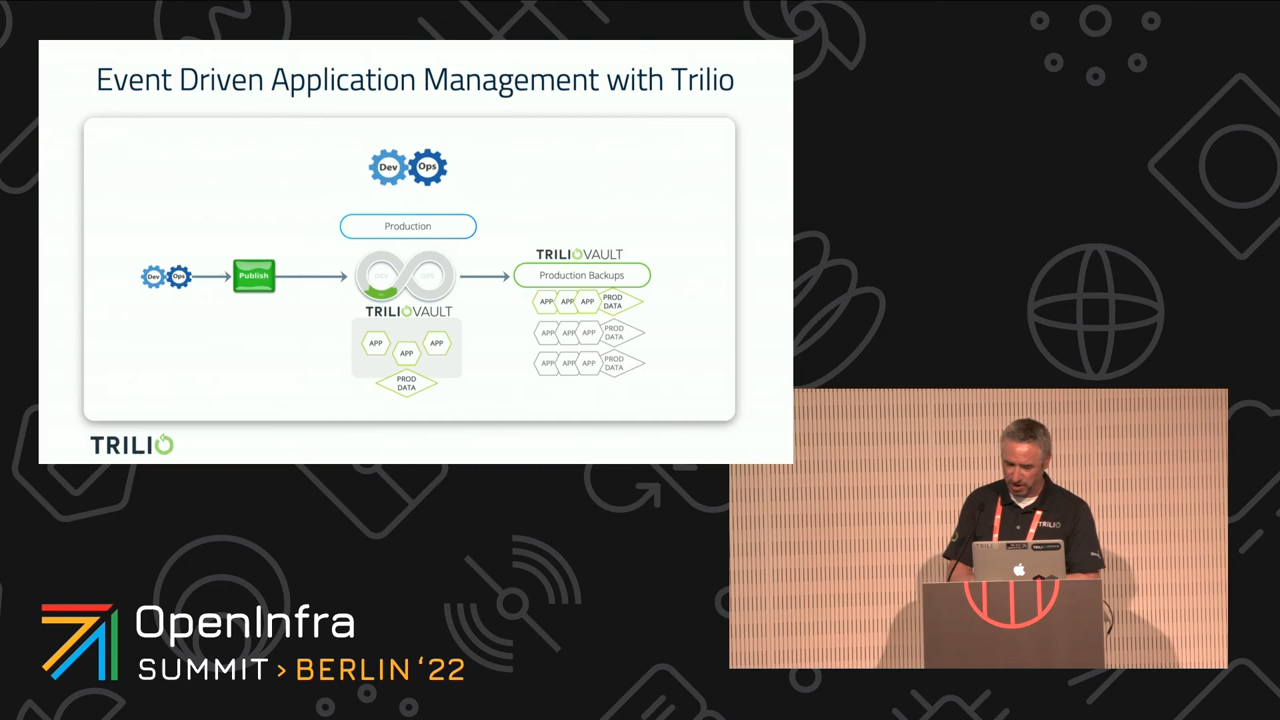 Event Driven Application Management with Trilio
Dev Ops
Production
Dev Ops
Publish
DEV OPS
TRILIOVAULT
APP APP APP
PROD
DATA
TRILIOVAULT
Production Backups
APP APP APP PROD
DATA
APP APP APP PROD
DATA
APP APP APP PROD
DATA
TRILIO
TRILIO
OpenInfra
SUMMIT > BERLIN ‘22